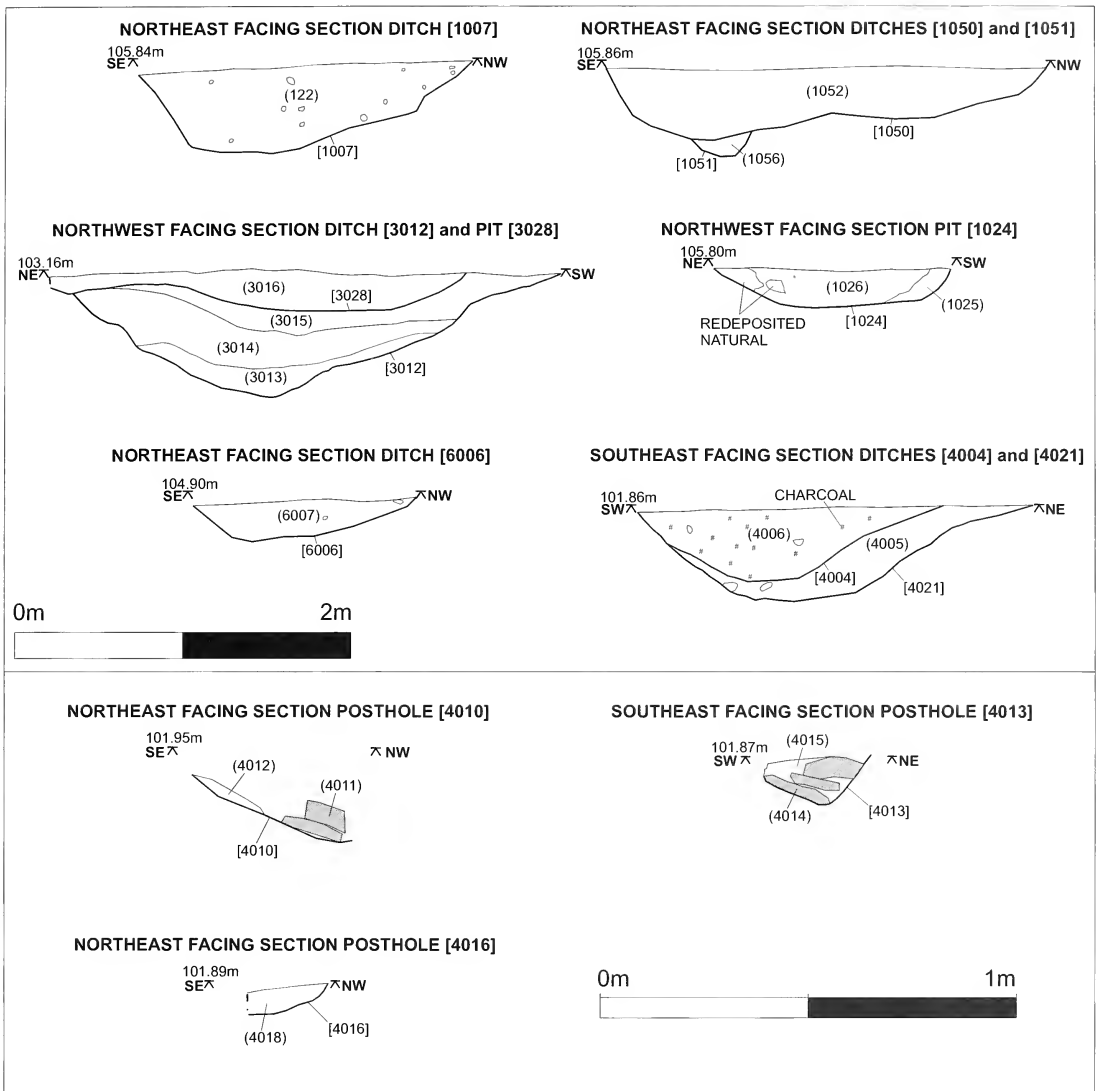 NORTHEAST FACING SECTION DITCH [1007]
105.84m
SE
NW
(122)
[1007]
NORTHEAST FACING SECTION DITCHES [1050] and [1051]
105.86m
SE
NW
(1052)
[1050]
[1051]
(1056)
NORTHWEST FACING SECTION DITCH [3012] and PIT [3028]
103.16m
NE
SW
(3016)
[3028]
(3015)
(3014)
(3013)
[3012]
NORTHWEST FACING SECTION PIT [1024]
105.80m
NE
SW
(1026)
(1025)
REDEPOSITED
NATURAL
[1024]
NORTHEAST FACING SECTION DITCH [6006]
104.90m
SE
NW
(6007)
[6006]
SOUTHEAST FACING SECTION DITCHES [4004] and [4021]
101.86m
SW
CHARCOAL
NE
(4006)
(4005)
[4004]
[4021]
0m 2m
NORTHEAST FACING SECTION POSTHOLE [4010]
101.95m
SE
NW
(4012)
(4011)
[4010]
SOUTHEAST FACING SECTION POSTHOLE [4013]
101.87m
SW
(4015)
NE
(4014)
[4013]
NORTHEAST FACING SECTION POSTHOLE [4016]
101.89m
SE
NW
(4018)
[4016]
0m 1m